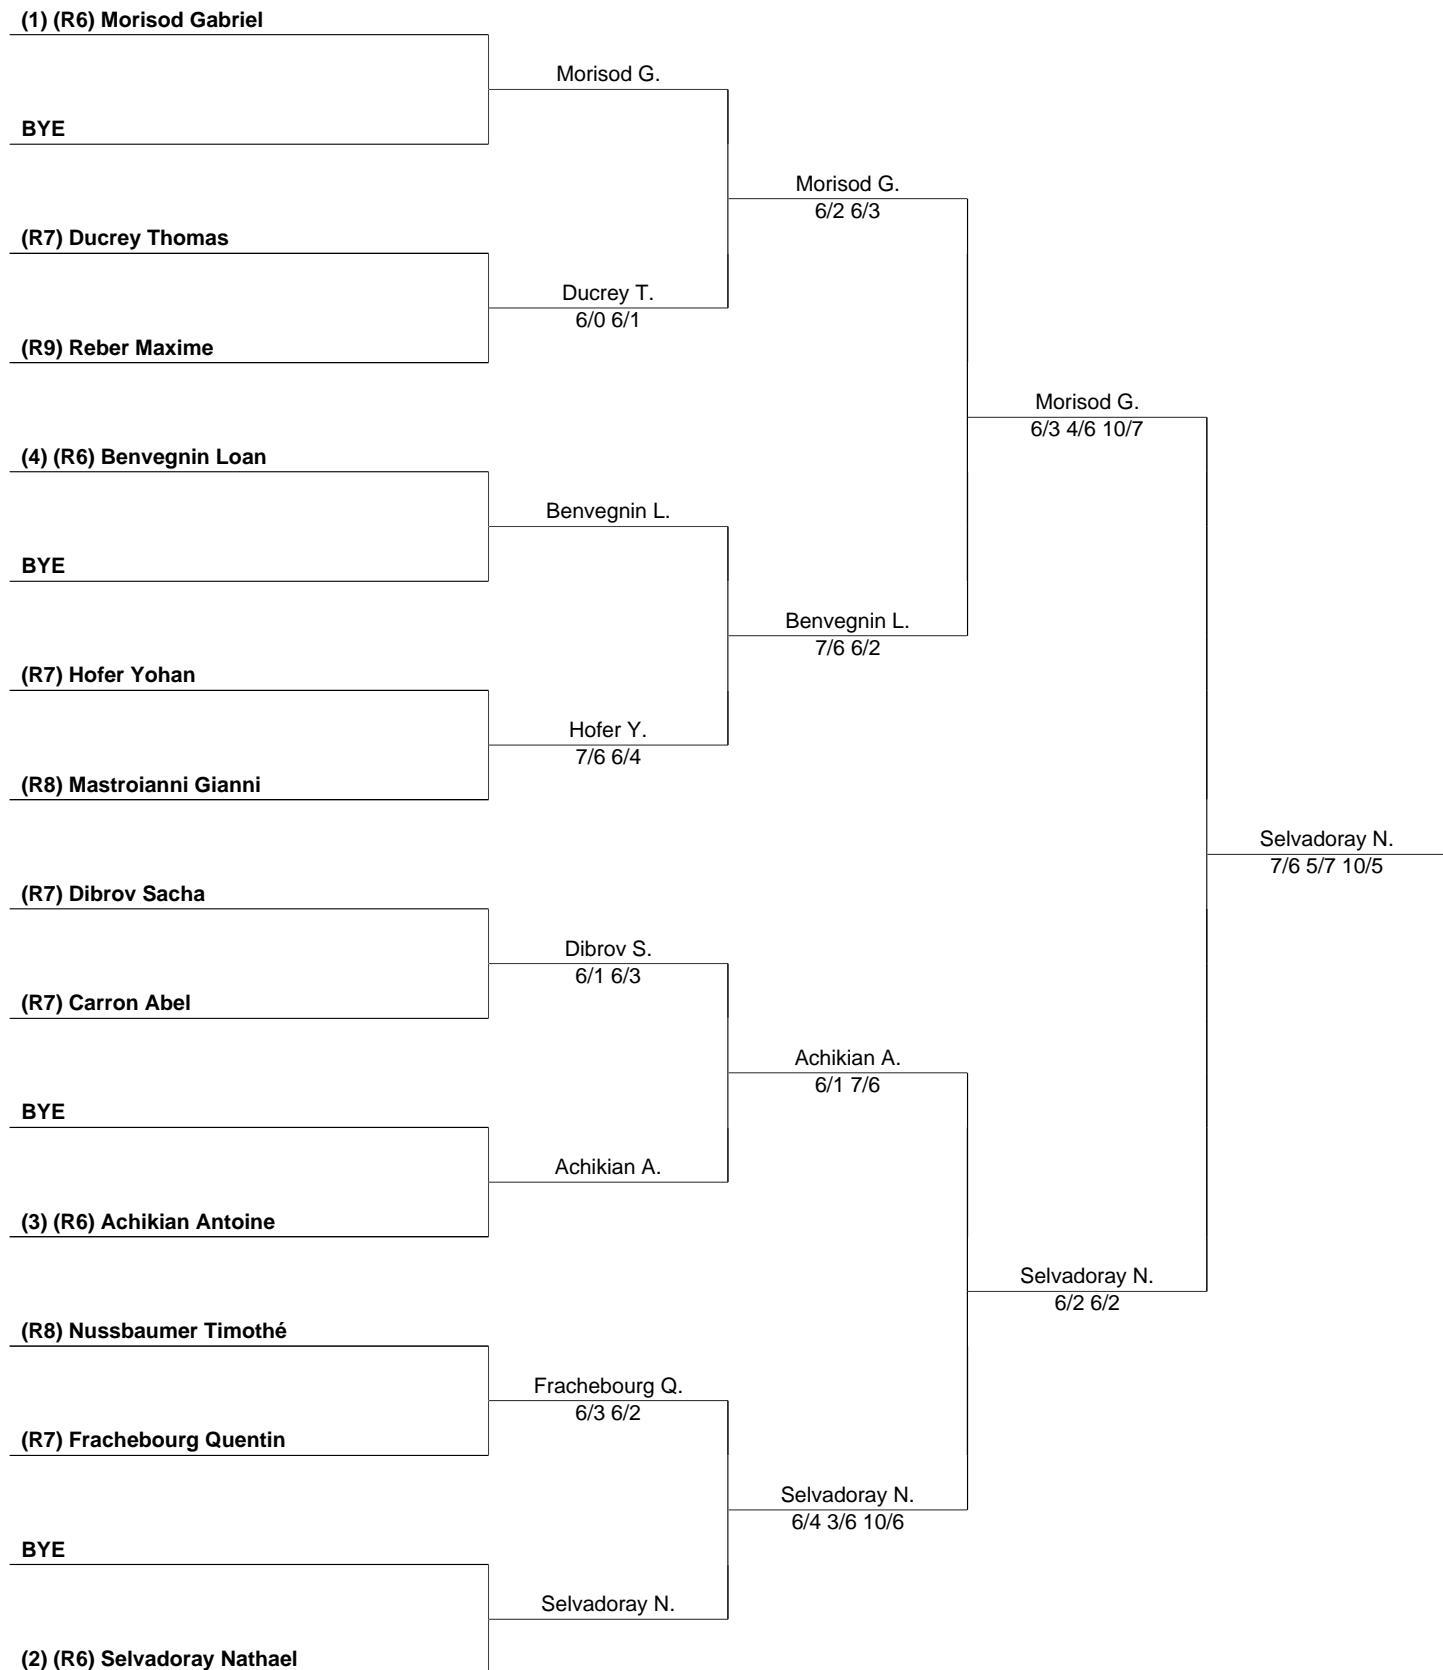 (1) (R6) Morisod Gabriel
Morisod G.
BYE
Morisod G.
6/2 6/3
(R7) Ducrey Thomas
Ducrey T.
6/0 6/1
(R9) Reber Maxime
Morisod G.
6/3 4/6 10/7
(4) (R6) Benvegnin Loan
Benvegnin L.
BYE
Benvegnin L.
7/6 6/2
(R7) Hofer Yohan
Hofer Y.
7/6 6/4
(R8) Mastroianni Gianni
Selvadoray N.
7/6 5/7 10/5
(R7) Dibrov Sacha
Dibrov S.
6/1 6/3
(R7) Carron Abel
Achikian A.
6/1 7/6
BYE
Achikian A.
(3) (R6) Achikian Antoine
Selvadoray N.
6/2 6/2
(R8) Nussbaumer Timothé
Frachebourg Q.
6/3 6/2
(R7) Frachebourg Quentin
Selvadoray N.
6/4 3/6 10/6
BYE
Selvadoray N.
(2) (R6) Selvadoray Nathael